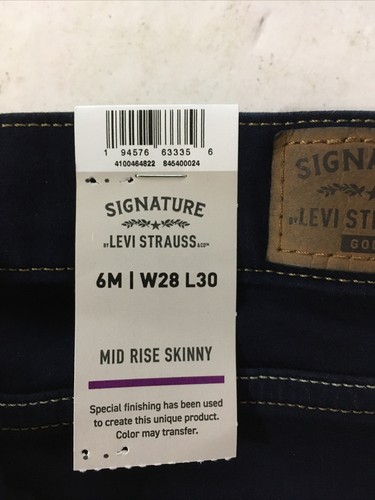 1 94576 63335 6
4100464822 845400024
SIGNATURE
BY LEVI STRAUSS & CO™
6M | W28 L30
MID RISE SKINNY
Special finishing has been used
to create this unique product.
Color may transfer.
SIGNA
BY LEVI STR
GOL